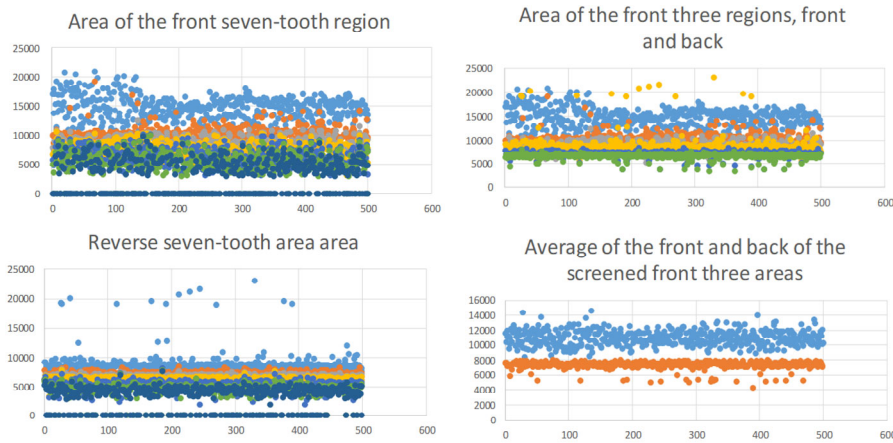 Area of the front seven-tooth region
25000
20000
15000
10000
5000
0
0 100 200 300 400 500 600
Area of the front three regions, front
and back
25000
20000
15000
10000
5000
0
0 100 200 300 400 500 600
Reverse seven-tooth area area
25000
20000
15000
10000
5000
0
0 100 200 300 400 500 600
Average of the front and back of the
screened front three areas
16000
14000
12000
10000
8000
6000
4000
2000
0
0 100 200 300 400 500 600